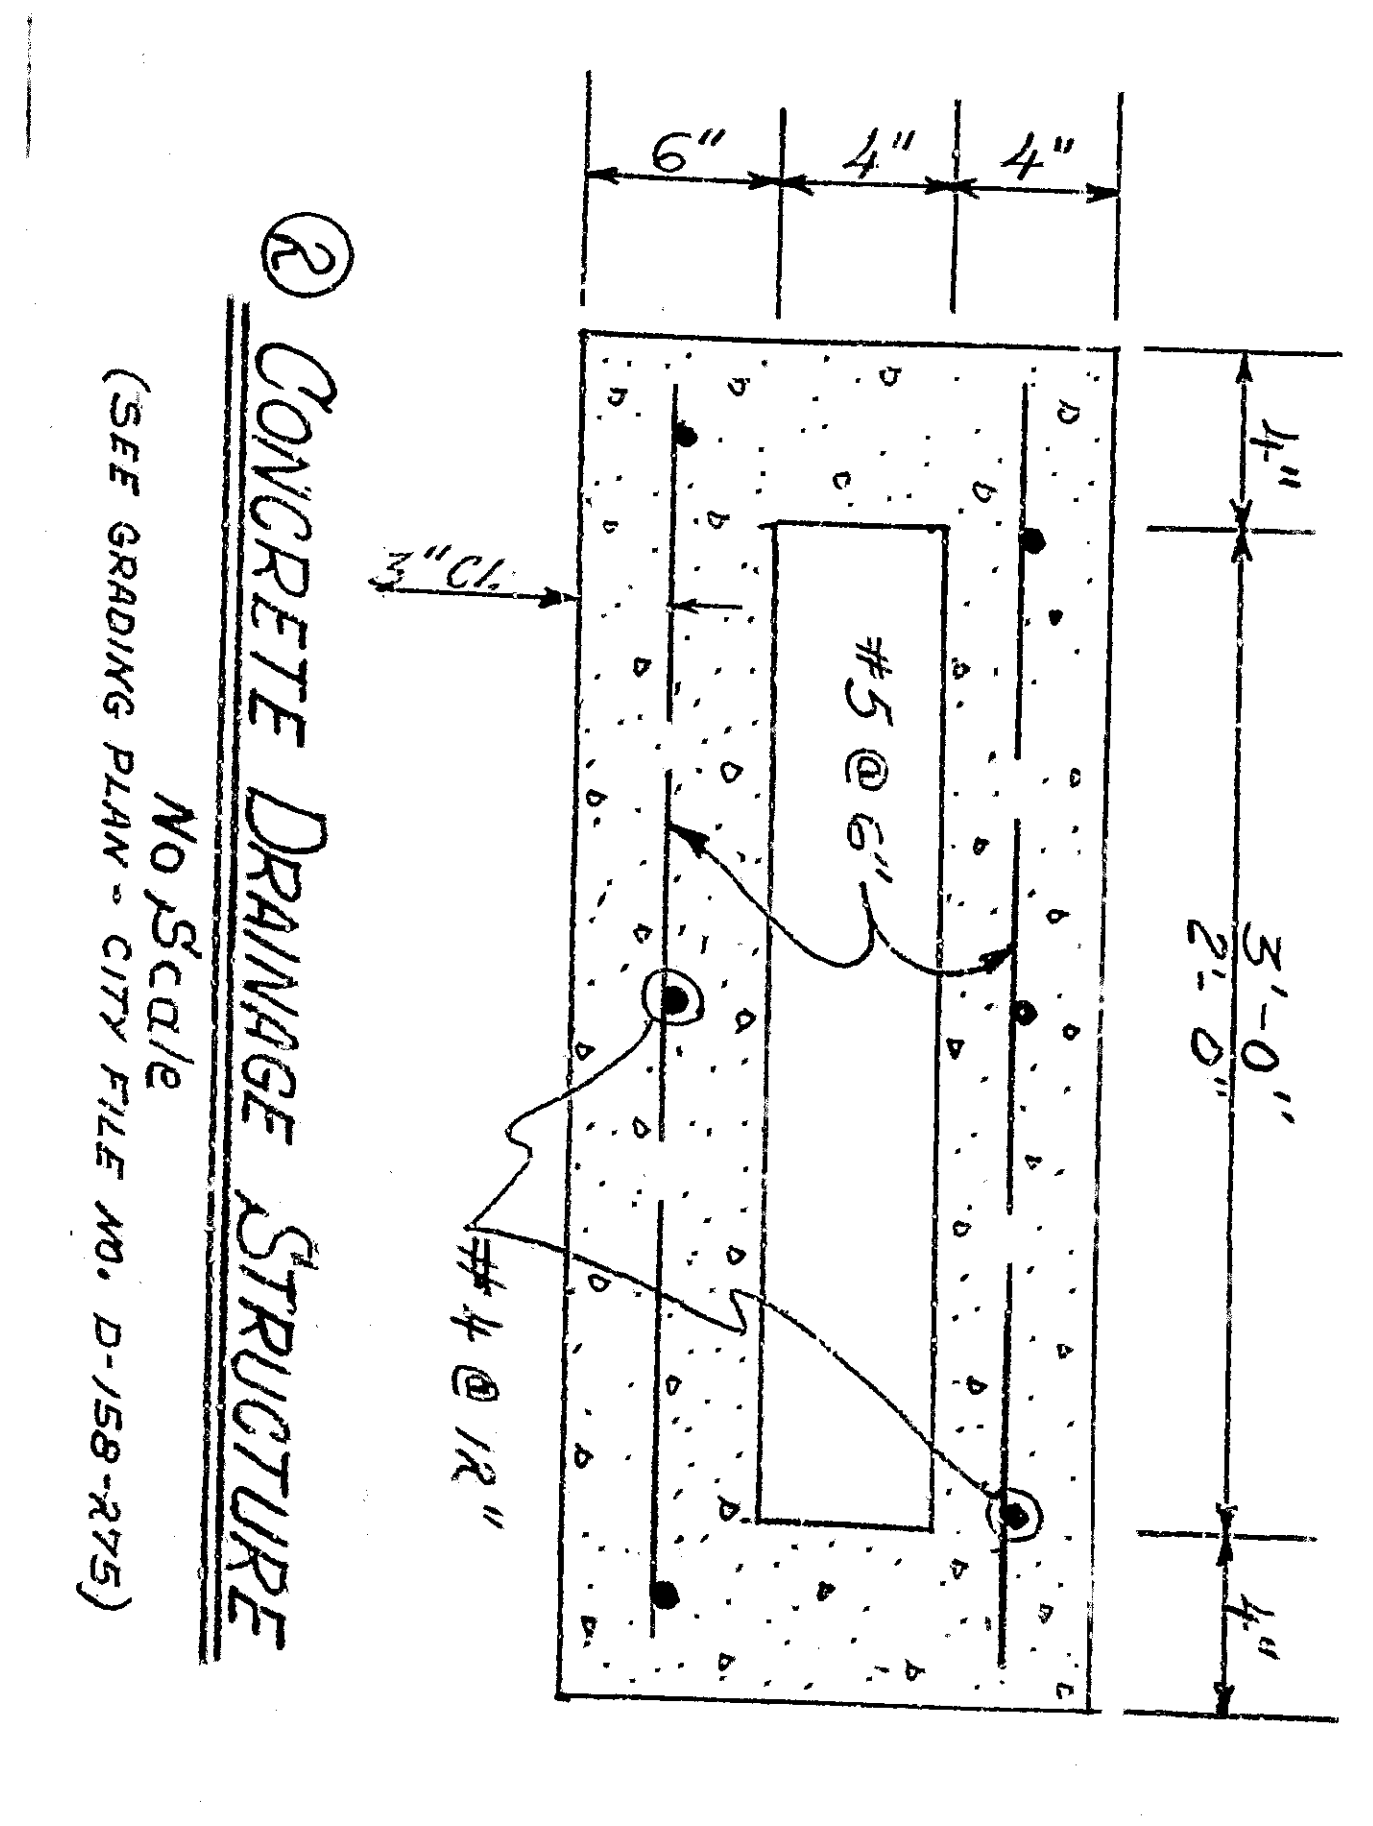 4" 3'-0" 4"
2'-0"
4"
4"
6"
#5 @ 6"
3" Cl.
#4 @ 12"
2 CONCRETE DRAINAGE STRUCTURE
No Scale
(SEE GRADING PLAN - CITY FILE NO. D-158-275)